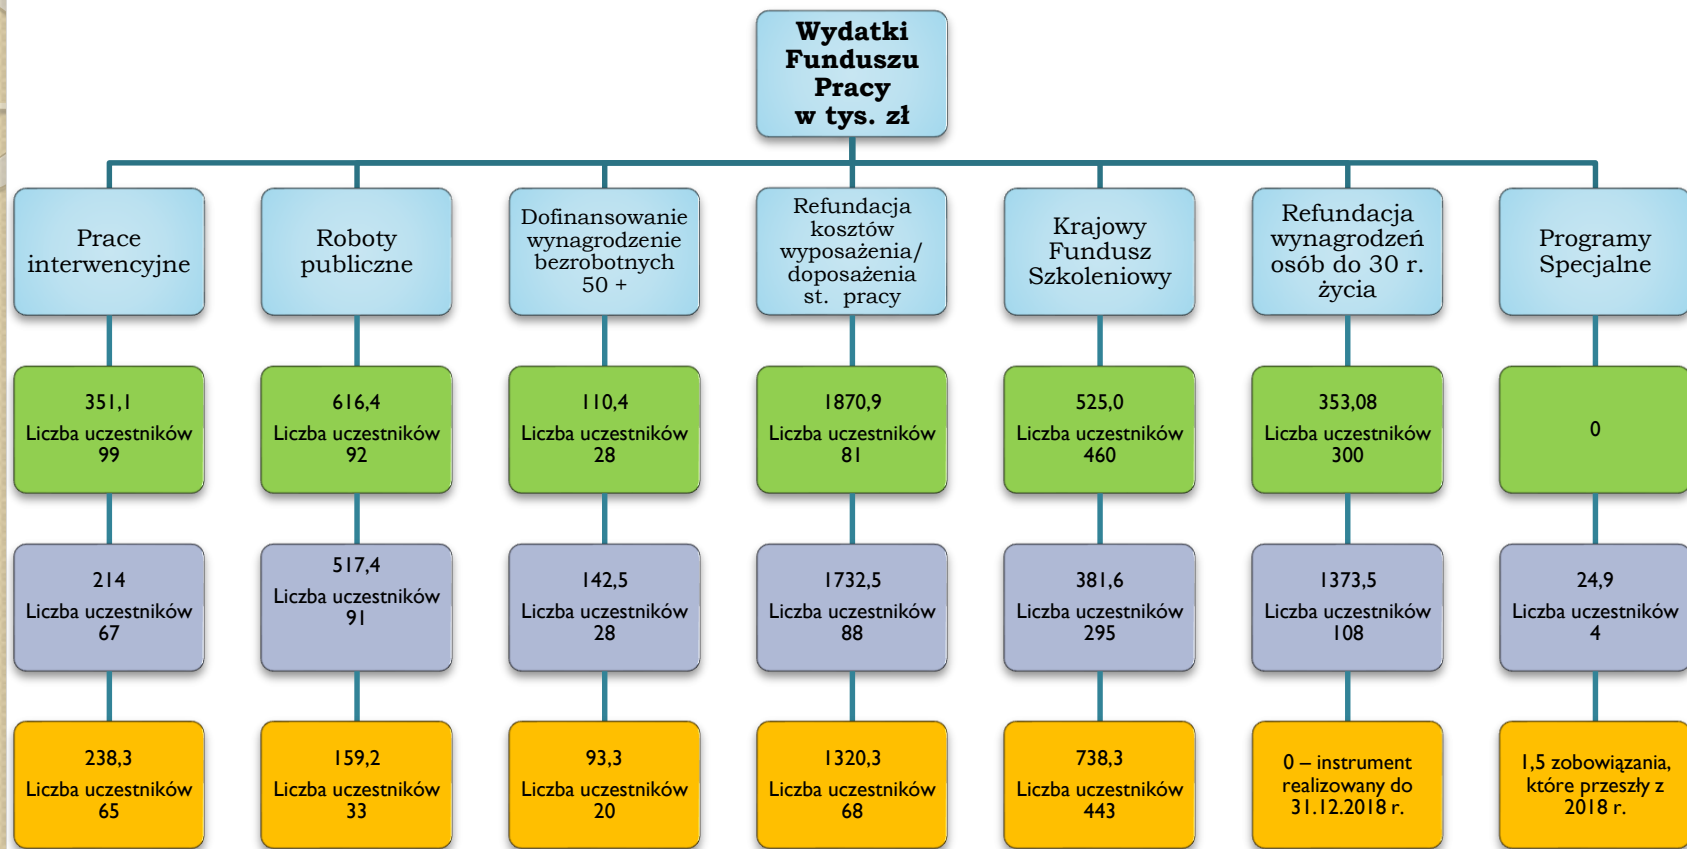 Wydatki
Funduszu
Pracy
w tys. zł
Prace
interwencyjne
Roboty
publiczne
Dofinansowanie
wynagrodzenie
bezrobotnych
50 +
Refundacja
kosztów
wyposażenia/
doposażenia
st. pracy
Krajowy
Fundusz
Szkoleniowy
Refundacja
wynagrodzeń
osób do 30 r.
życia
Programy
Specjalne
351,1
Liczba uczestników
99
616,4
Liczba uczestników
92
110,4
Liczba uczestników
28
1870,9
Liczba uczestników
81
525,0
Liczba uczestników
460
353,08
Liczba uczestników
300
0
214
Liczba uczestników
67
517,4
Liczba uczestników
91
142,5
Liczba uczestników
28
1732,5
Liczba uczestników
88
381,6
Liczba uczestników
295
1373,5
Liczba uczestników
108
24,9
Liczba uczestników
4
238,3
Liczba uczestników
65
159,2
Liczba uczestników
33
93,3
Liczba uczestników
20
1320,3
Liczba uczestników
68
738,3
Liczba uczestników
443
0 – instrument
realizowany do
31.12.2018 r.
1,5 zobowiązania,
które przeszły z
2018 r.